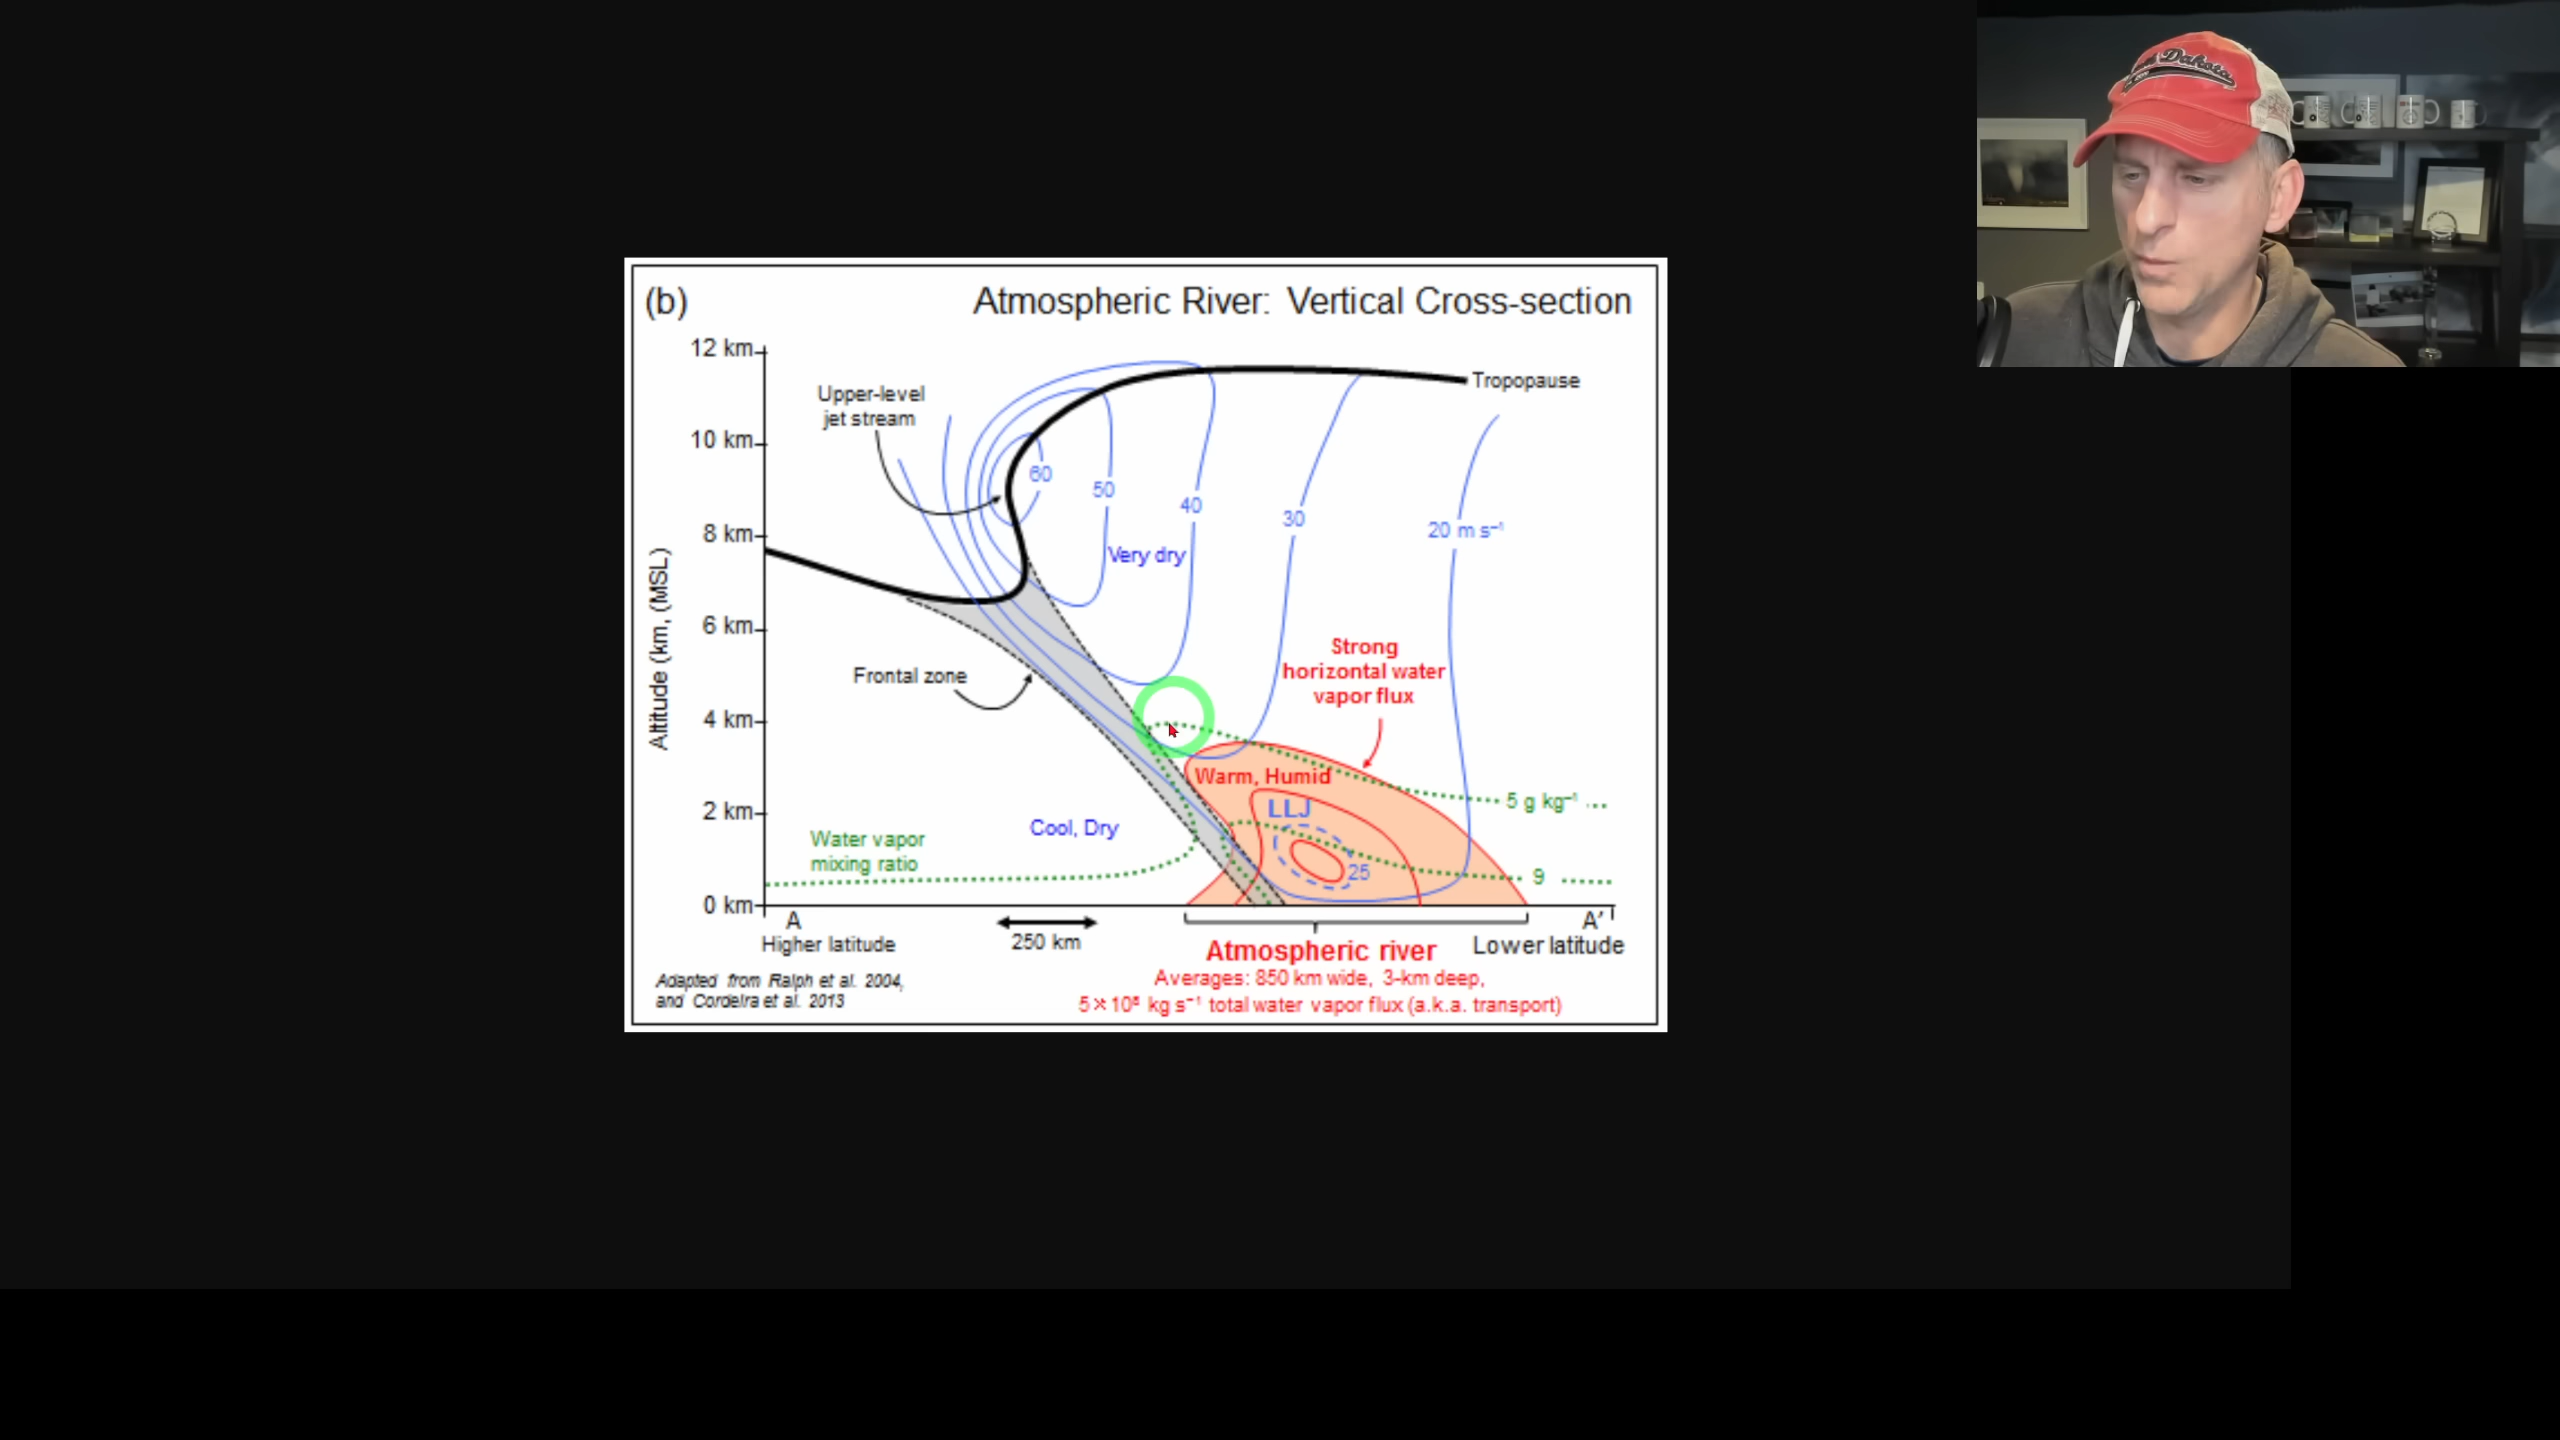 (b)
Atmospheric River: Vertical Cross-section
12 km
10 km
8 km
6 km
4 km
2 km
0 km
Altitude (km, (MSL)
Upper-level
jet stream
Tropopause
60
50
40
30
20 m s⁻¹
Very dry
Frontal zone
Strong
horizontal water
vapor flux
Warm, Humid
LLJ
25
5 g kg⁻¹
9
Cool, Dry
Water vapor
mixing ratio
A
Higher latitude
250 km
A'
Lower latitude
Atmospheric river
Averages: 850 km wide, 3-km deep,
5 × 10⁸ kg s⁻¹ total water vapor flux (a.k.a. transport)
Adapted from Ralph et al. 2004,
and Cordeira et al. 2013
Dakota